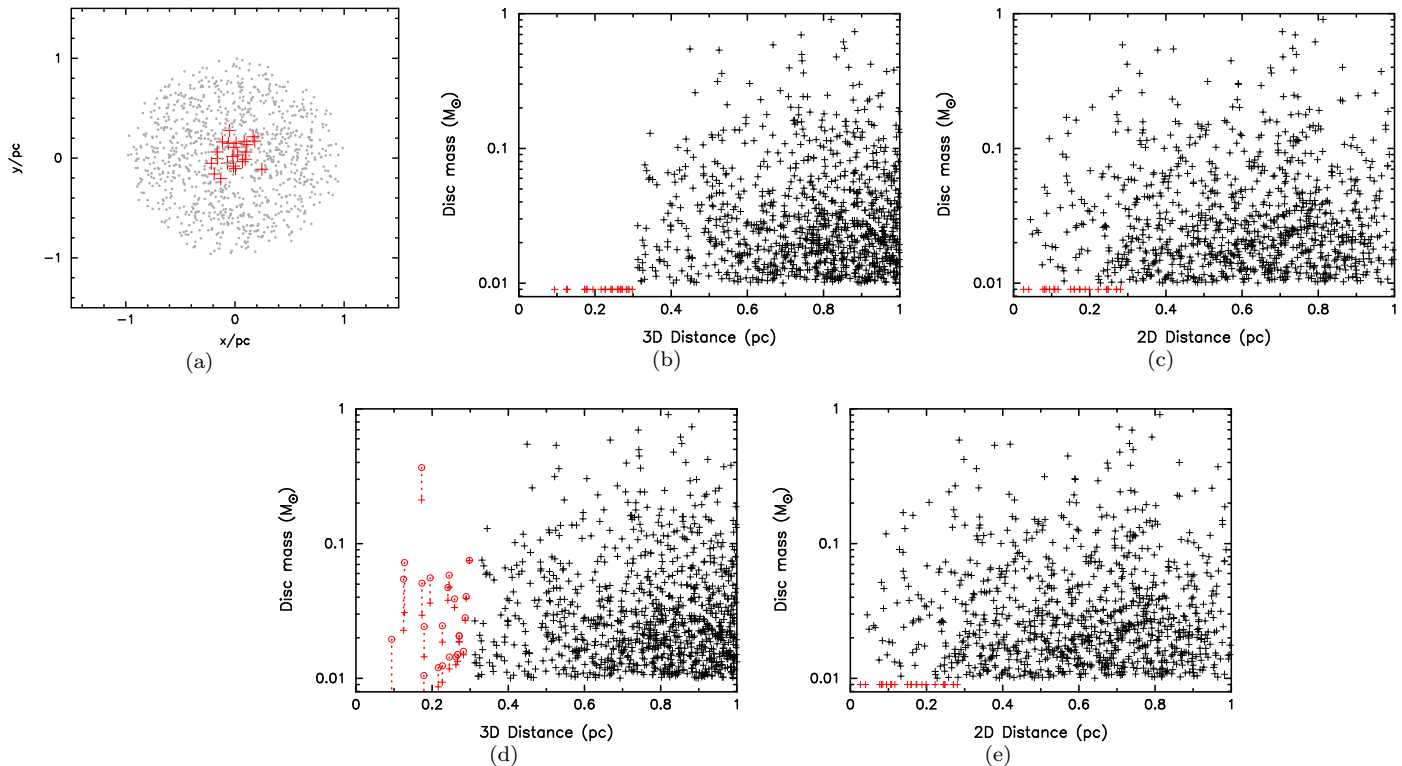 y/pc
1
0
−1
−1
0
1
x/pc
(a)
Disc mass (M⊙)
1
0.1
0.01
0
0.2
0.4
0.6
0.8
1
3D Distance (pc)
(b)
Disc mass (M⊙)
1
0.1
0.01
0
0.2
0.4
0.6
0.8
1
2D Distance (pc)
(c)
Disc mass (M⊙)
1
0.1
0.01
0
0.2
0.4
0.6
0.8
1
3D Distance (pc)
(d)
Disc mass (M⊙)
1
0.1
0.01
0
0.2
0.4
0.6
0.8
1
2D Distance (pc)
(e)